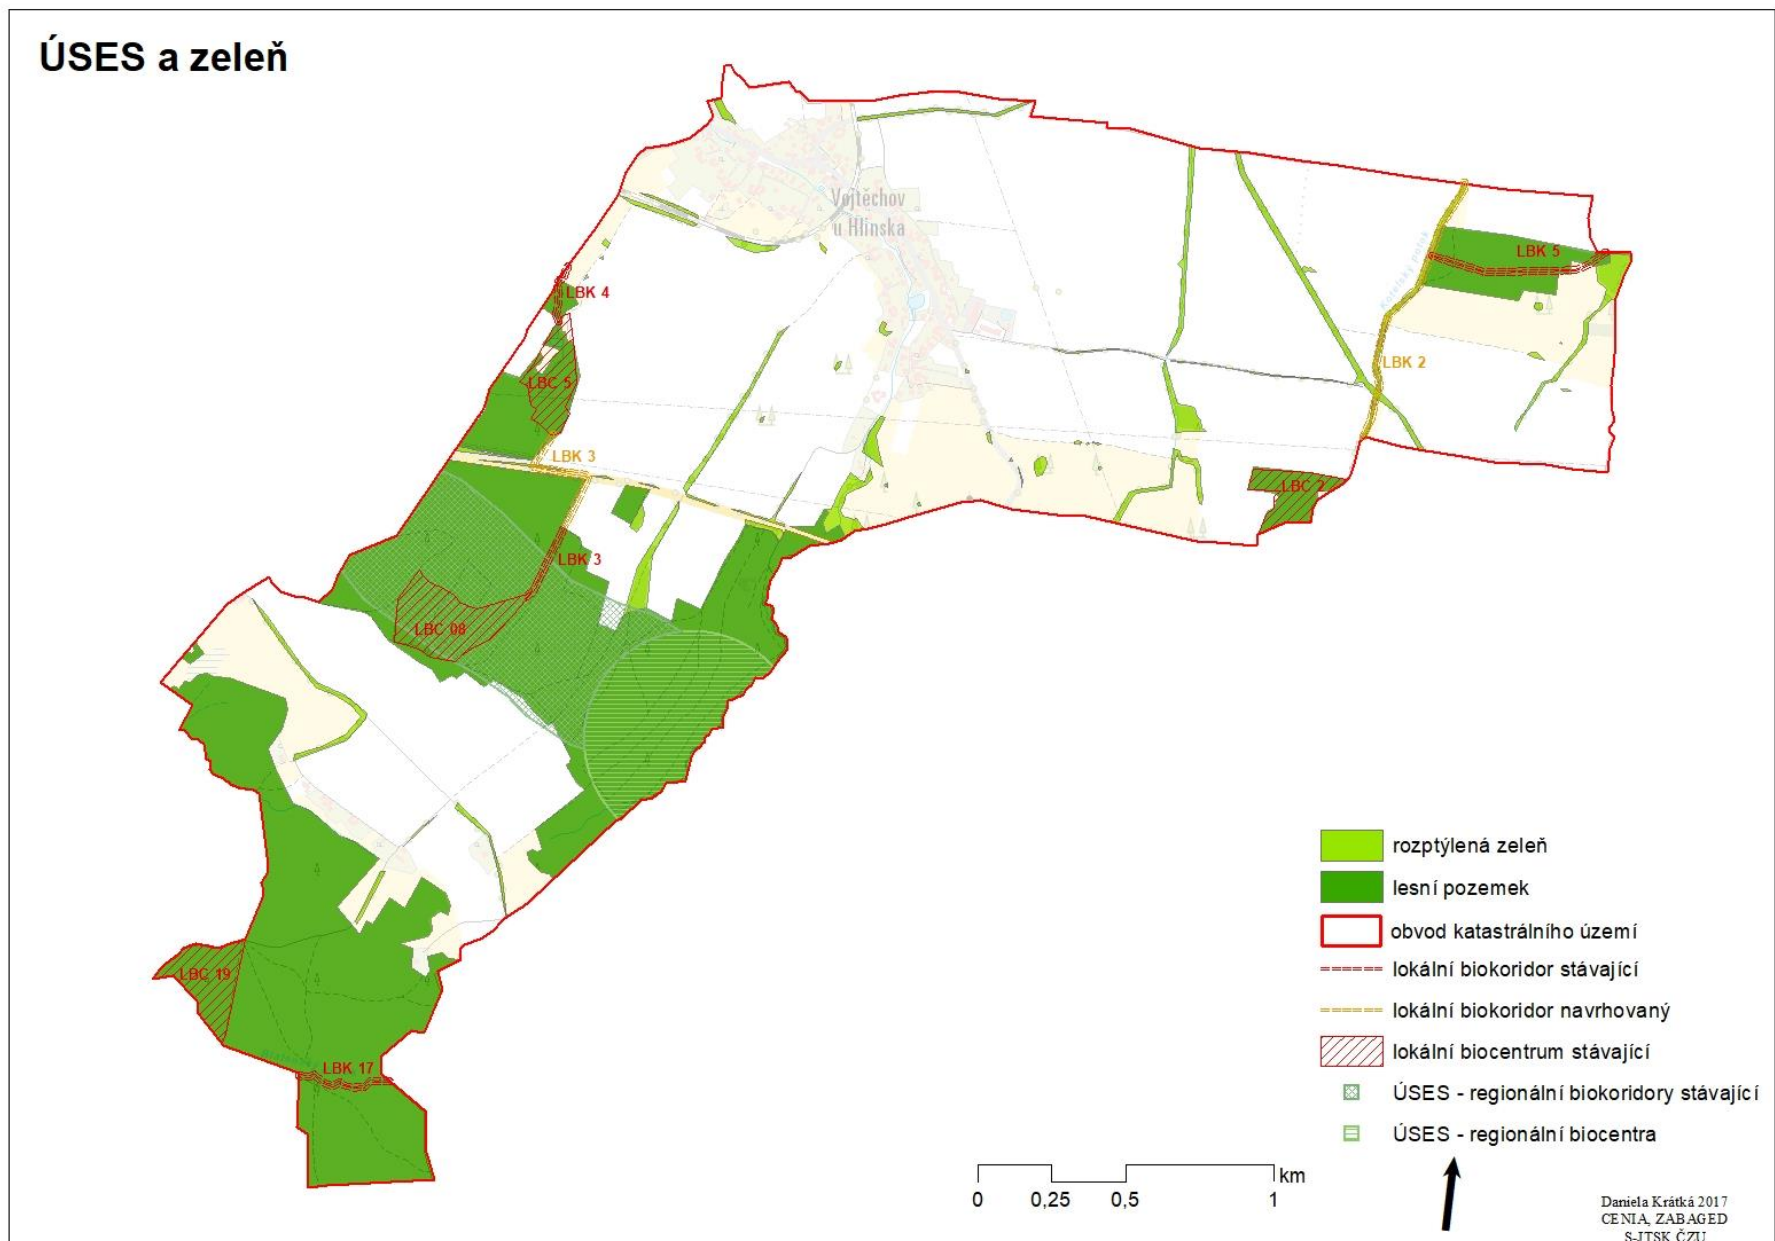 ÚSES a zeleň
Vojtěchov
u Hlinska
LBK 5
LBK 4
LBK 2
LBC 5
LBK 3
LBC 2
LBK 3
LBC 08
LBC 19
LBK 17
rozptýlená zeleň
lesní pozemek
obvod katastrálního území
lokální biokoridor stávající
lokální biokoridor navrhovaný
lokální biocentrum stávající
ÚSES - regionální biokoridory stávající
ÚSES - regionální biocentra
km
0 0,25 0,5 1
Daniela Krátká 2017
CENIA, ZABAGED
S-JTSK ČZU